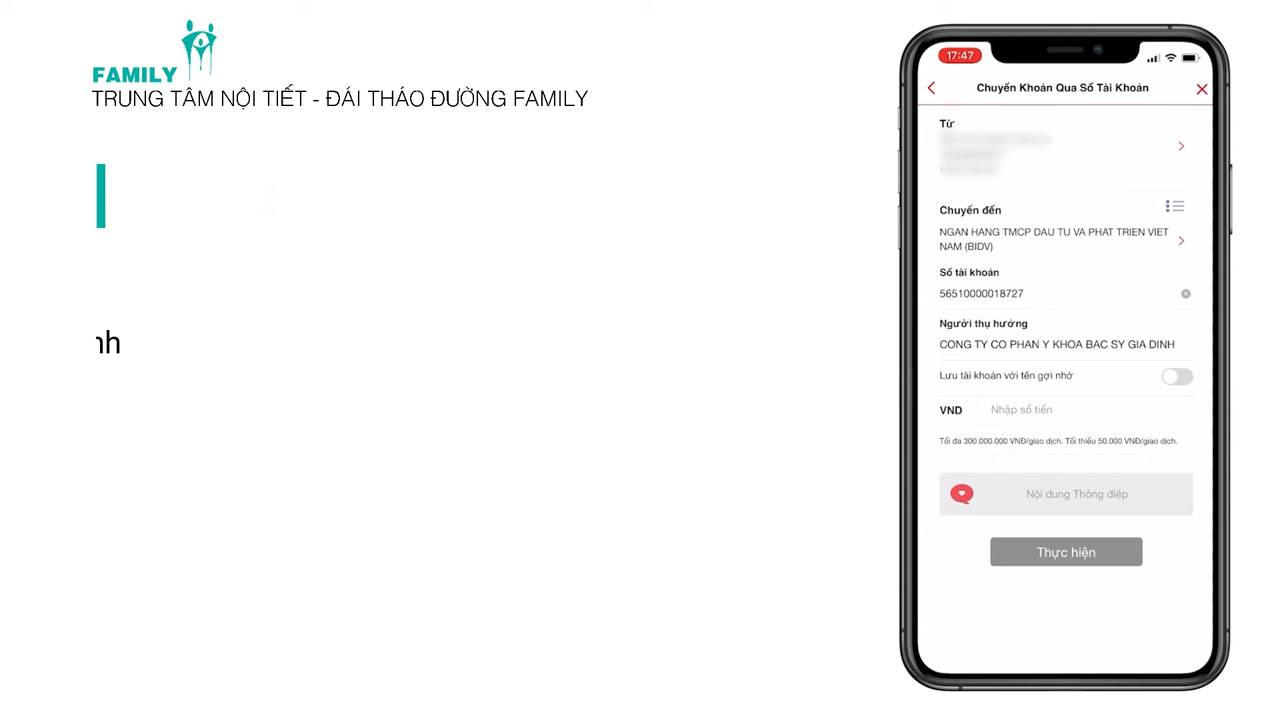 FAMILY
TRUNG TÂM NỘI TIẾT - ĐÁI THÁO ĐƯỜNG FAMILY
nh
17:47
Chuyển Khoản Qua Số Tài Khoản
Từ
Chuyển đến
NGAN HANG TMCP DAU TU VA PHAT TRIEN VIET
NAM (BIDV)
Số tài khoản
56510000018727
Người thụ hưởng
CONG TY CO PHAN Y KHOA BAC SY GIA DINH
Lưu tài khoản với tên gợi nhớ
VND Nhập số tiền
Tối đa 300.000.000 VNĐ/giao dịch. Tối thiểu 50.000 VNĐ/giao dịch.
Nội dung Thông điệp
Thực hiện